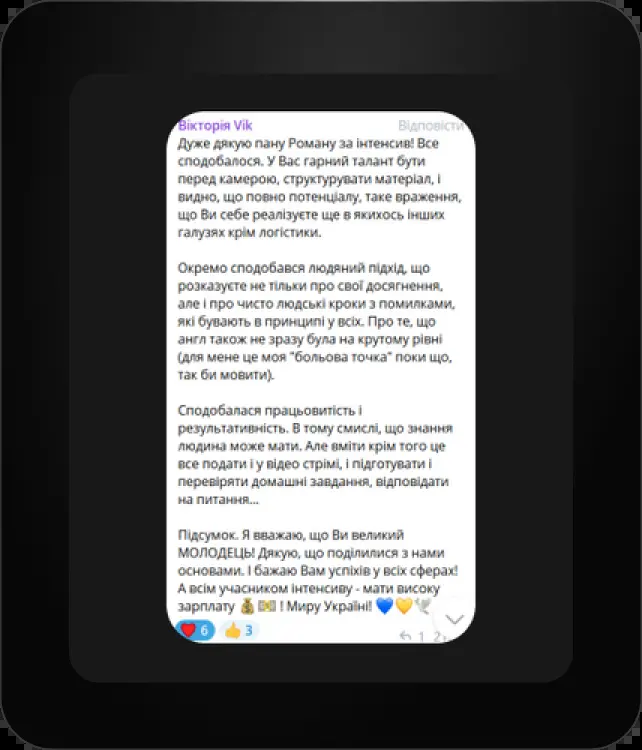 Вікторія Vik Відповісти
Дуже дякую пану Роману за інтенсив! Все
сподобалося. У Вас гарний талант бути
перед камерою, структурувати матеріал, і
видно, що повно потенціалу, таке враження,
що Ви себе реалізуєте ще в якихось інших
галузях крім логістики.
Окремо сподобався людяний підхід, що
розказуєте не тільки про свої досягнення,
але і про чисто людські кроки з помилками,
які бувають в принципі у всіх. Про те, що
англ також не зразу була на крутому рівні
(для мене це моя "больова точка" поки що,
так би мовити).
Сподобалася працьовитість і
результативність. В тому смислі, що знання
людина може мати. Але вміти крім того це
все подати і у відео стрімі, і підготувати і
перевіряти домашні завдання, відповідати
на питання...
Підсумок. Я вважаю, що Ви великий
МОЛОДЕЦЬ! Дякую, що поділилися з нами
основами. І бажаю Вам успіхів у всіх сферах!
А всім учасником інтенсиву - мати високу
зарплату 💰💵 ! Миру Україні! 💙💛🕊
❤️ 6 👍 3